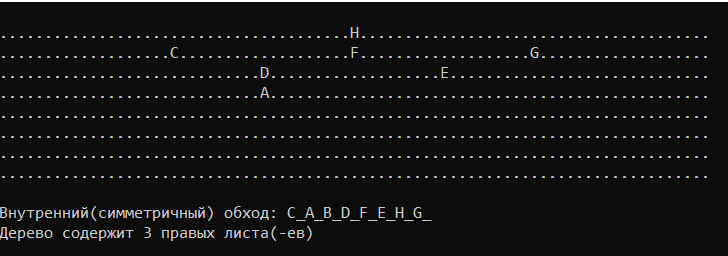 .......................................H.......................................
...................C...................F...................G...................
.............................D...................E.............................
.............................A.................................................
...............................................................................
...............................................................................
...............................................................................
...............................................................................
Внутренний(симметричный) обход: C_A_B_D_F_E_H_G_
Дерево содержит 3 правых листа(-ев)